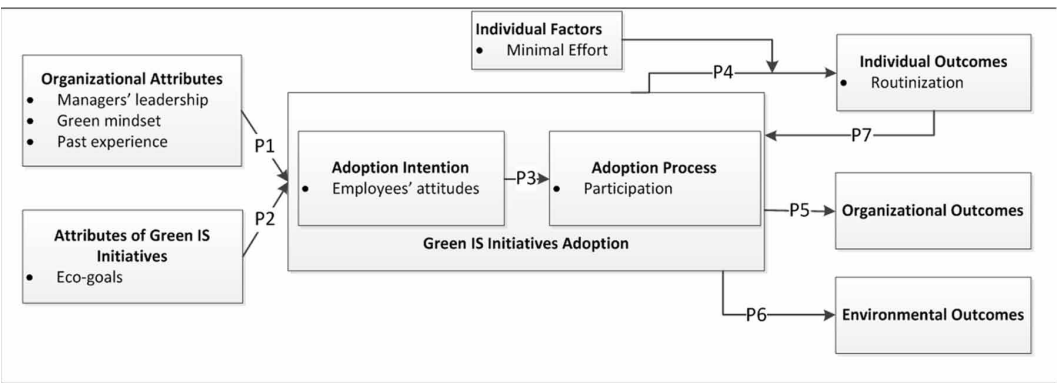 Individual Factors
• Minimal Effort
Organizational Attributes
• Managers' leadership
• Green mindset
• Past experience
P1
P2
Attributes of Green IS
Initiatives
• Eco-goals
Adoption Intention
• Employees' attitudes
P3
Adoption Process
• Participation
Green IS Initiatives Adoption
P4
Individual Outcomes
• Routinization
P7
P5
Organizational Outcomes
P6
Environmental Outcomes